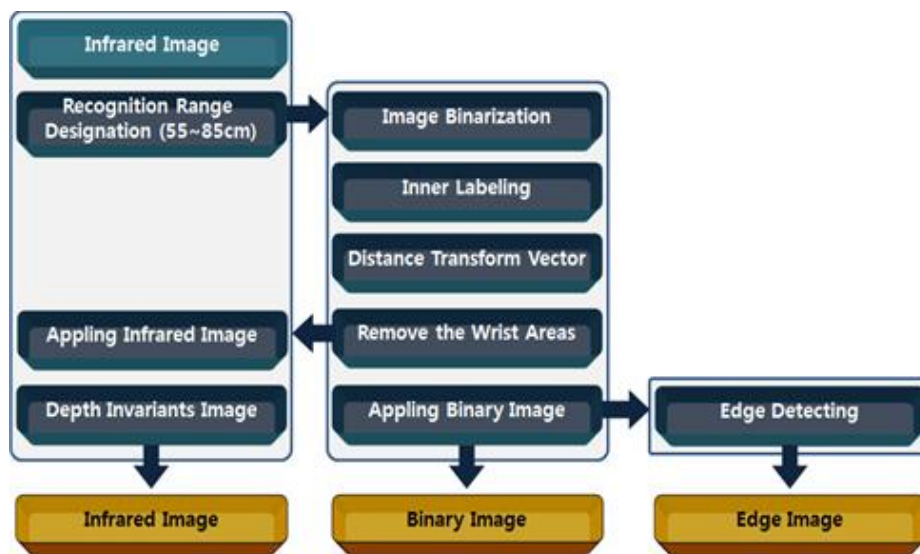 Infrared Image
Recognition Range
Designation (55~85cm)
Appling Infrared Image
Depth Invariants Image
Infrared Image
Image Binarization
Inner Labeling
Distance Transform Vector
Remove the Wrist Areas
Appling Binary Image
Binary Image
Edge Detecting
Edge Image